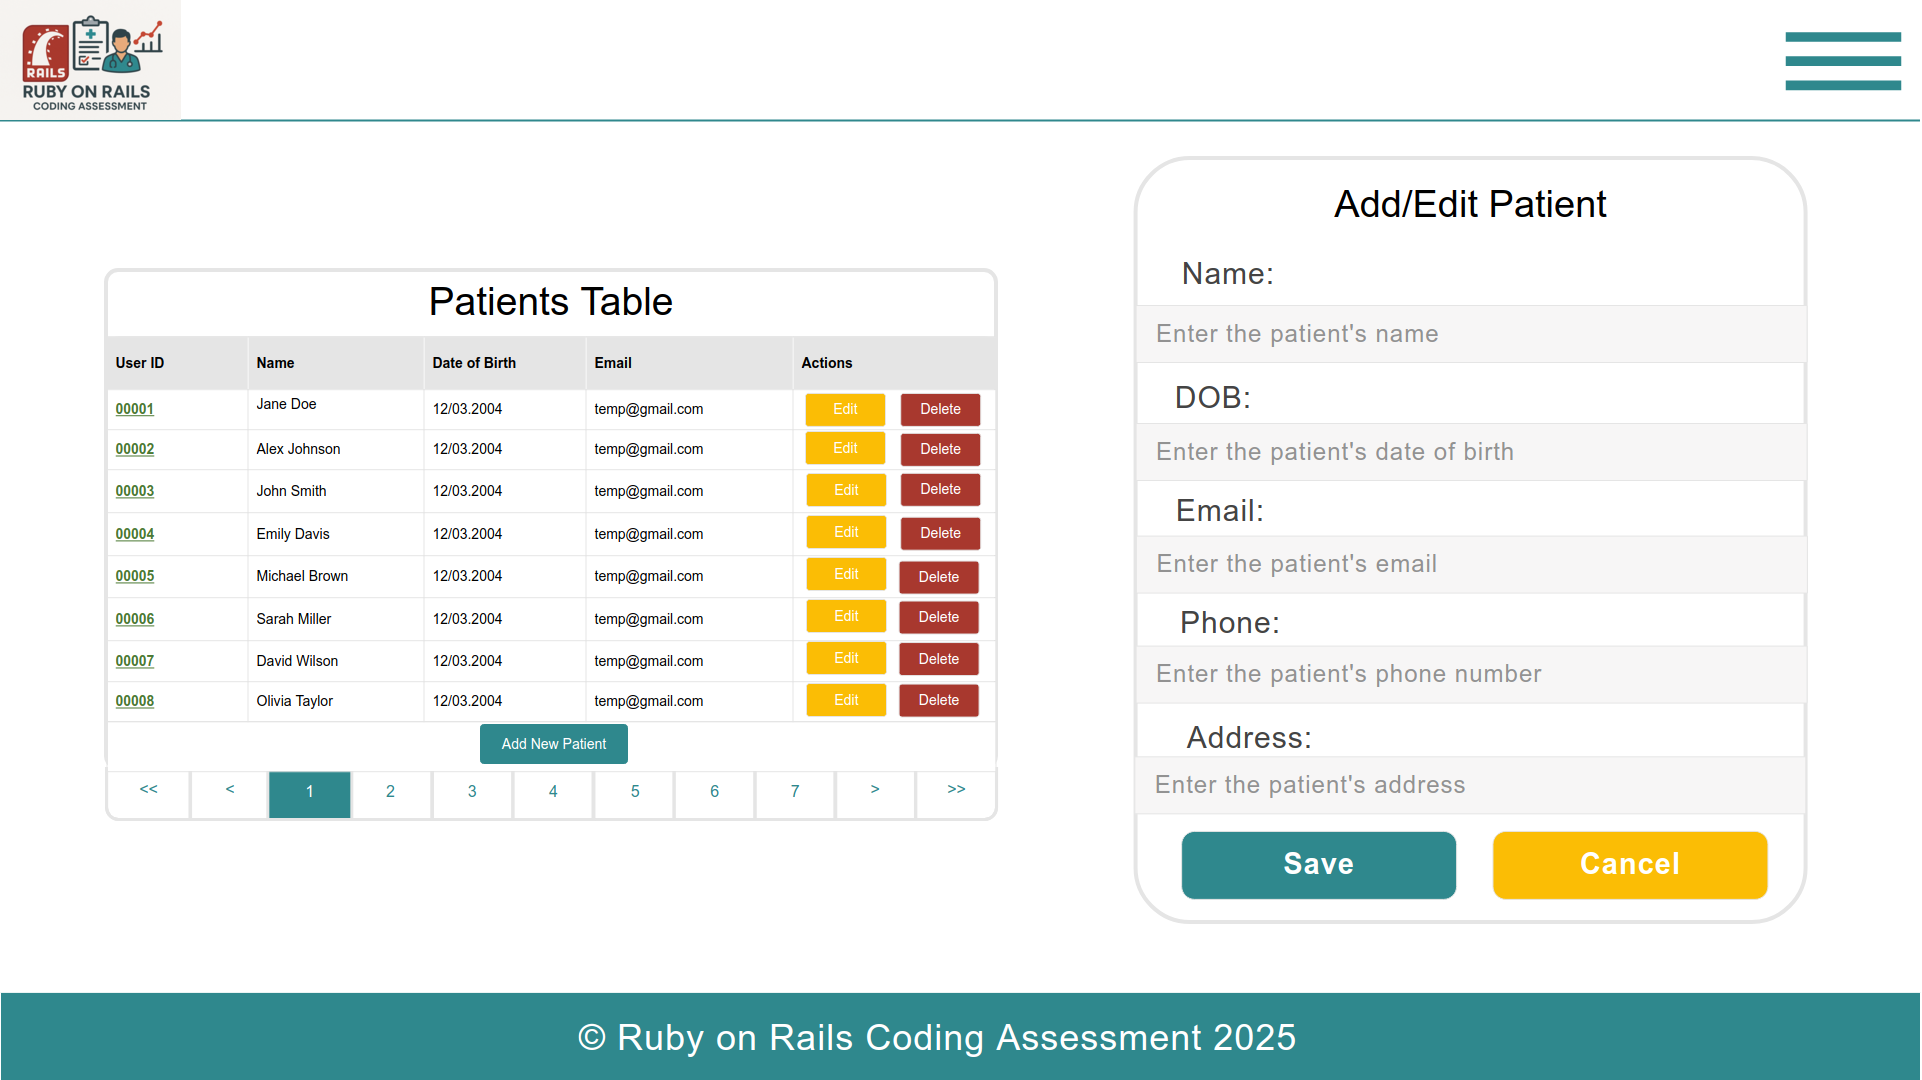 RAILS
RUBY ON RAILS
CODING ASSESSMENT
Patients Table
User ID Name Date of Birth Email Actions
00001 Jane Doe 12/03.2004 temp@gmail.com Edit Delete
00002 Alex Johnson 12/03.2004 temp@gmail.com Edit Delete
00003 John Smith 12/03.2004 temp@gmail.com Edit Delete
00004 Emily Davis 12/03.2004 temp@gmail.com Edit Delete
00005 Michael Brown 12/03.2004 temp@gmail.com Edit Delete
00006 Sarah Miller 12/03.2004 temp@gmail.com Edit Delete
00007 David Wilson 12/03.2004 temp@gmail.com Edit Delete
00008 Olivia Taylor 12/03.2004 temp@gmail.com Edit Delete
Add New Patient
<< < 1 2 3 4 5 6 7 > >>
Add/Edit Patient
Name:
Enter the patient's name
DOB:
Enter the patient's date of birth
Email:
Enter the patient's email
Phone:
Enter the patient's phone number
Address:
Enter the patient's address
Save Cancel
© Ruby on Rails Coding Assessment 2025